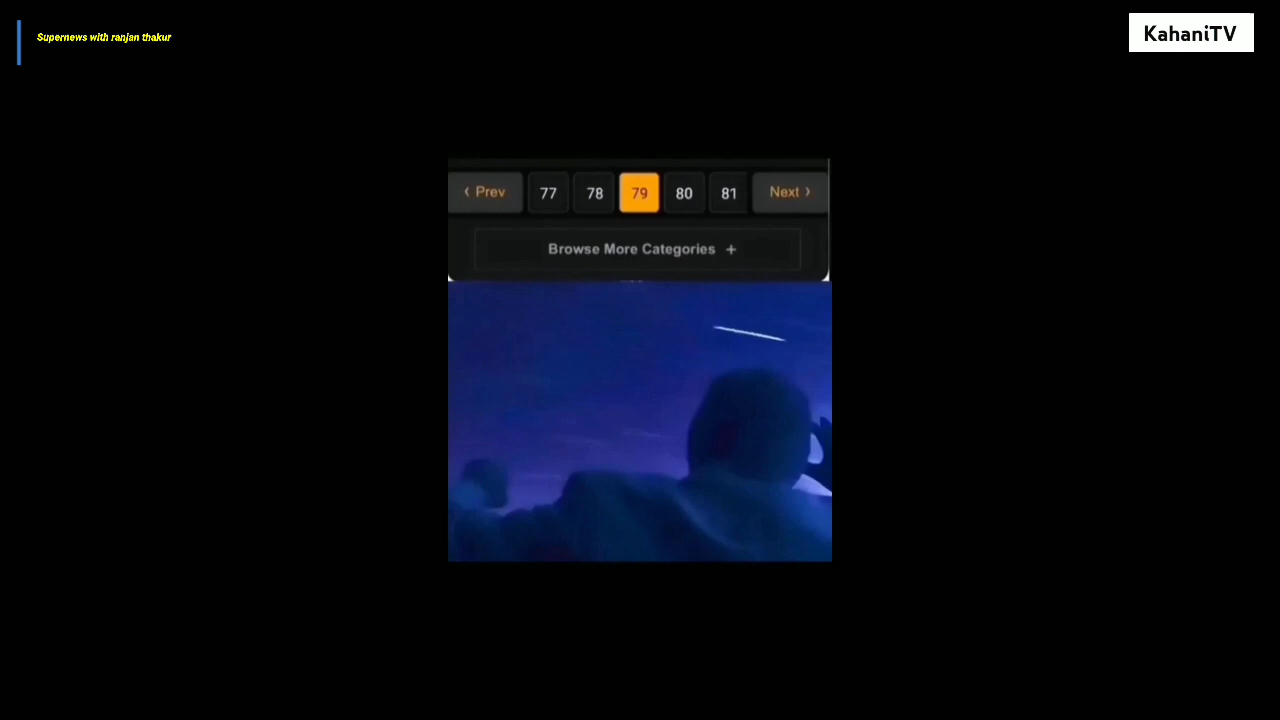 Supernews with ranjan thakur
KahaniTV
‹ Prev 77 78 79 80 81 Next ›
Browse More Categories +